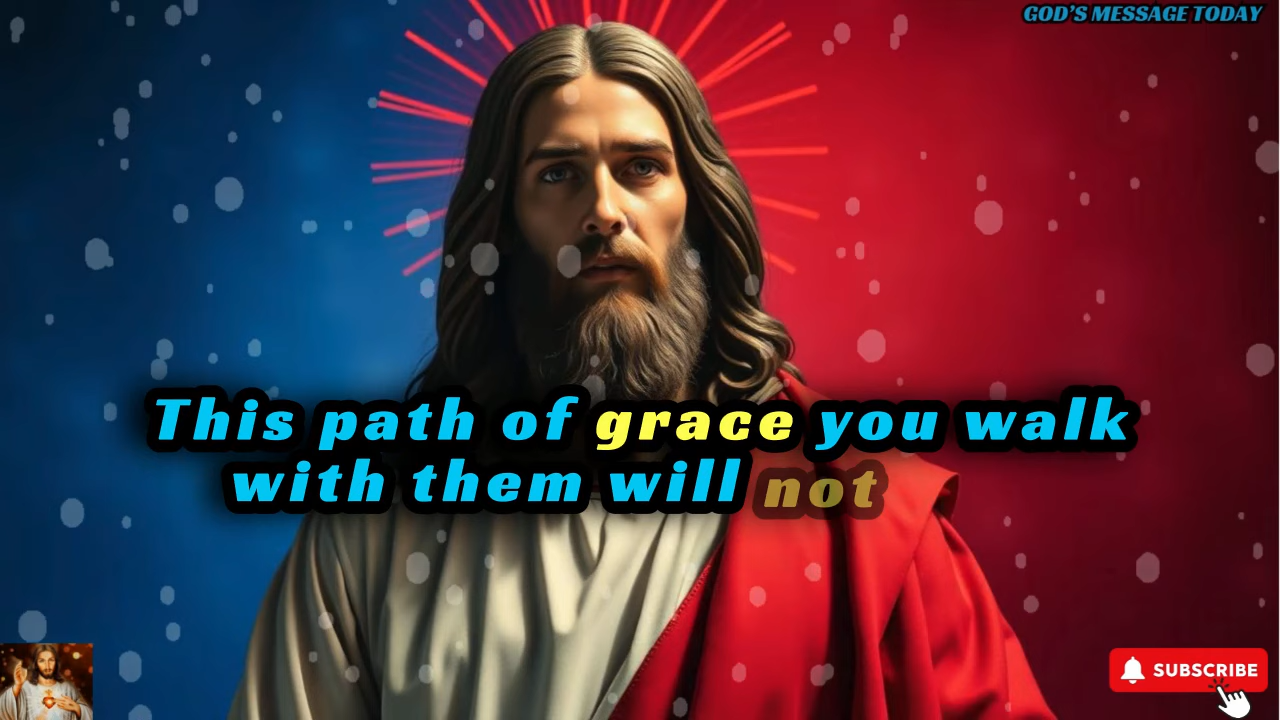 GOD'S MESSAGE TODAY
This path of grace you walk
with them will not
SUBSCRIBE